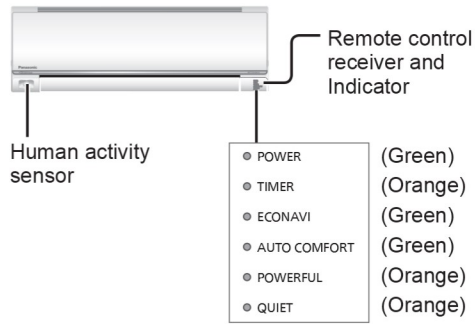 Remote control
receiver and
Indicator
Panasonic
Human activity
sensor
POWER (Green)
TIMER (Orange)
ECONAVI (Green)
AUTO COMFORT (Green)
POWERFUL (Orange)
QUIET (Orange)